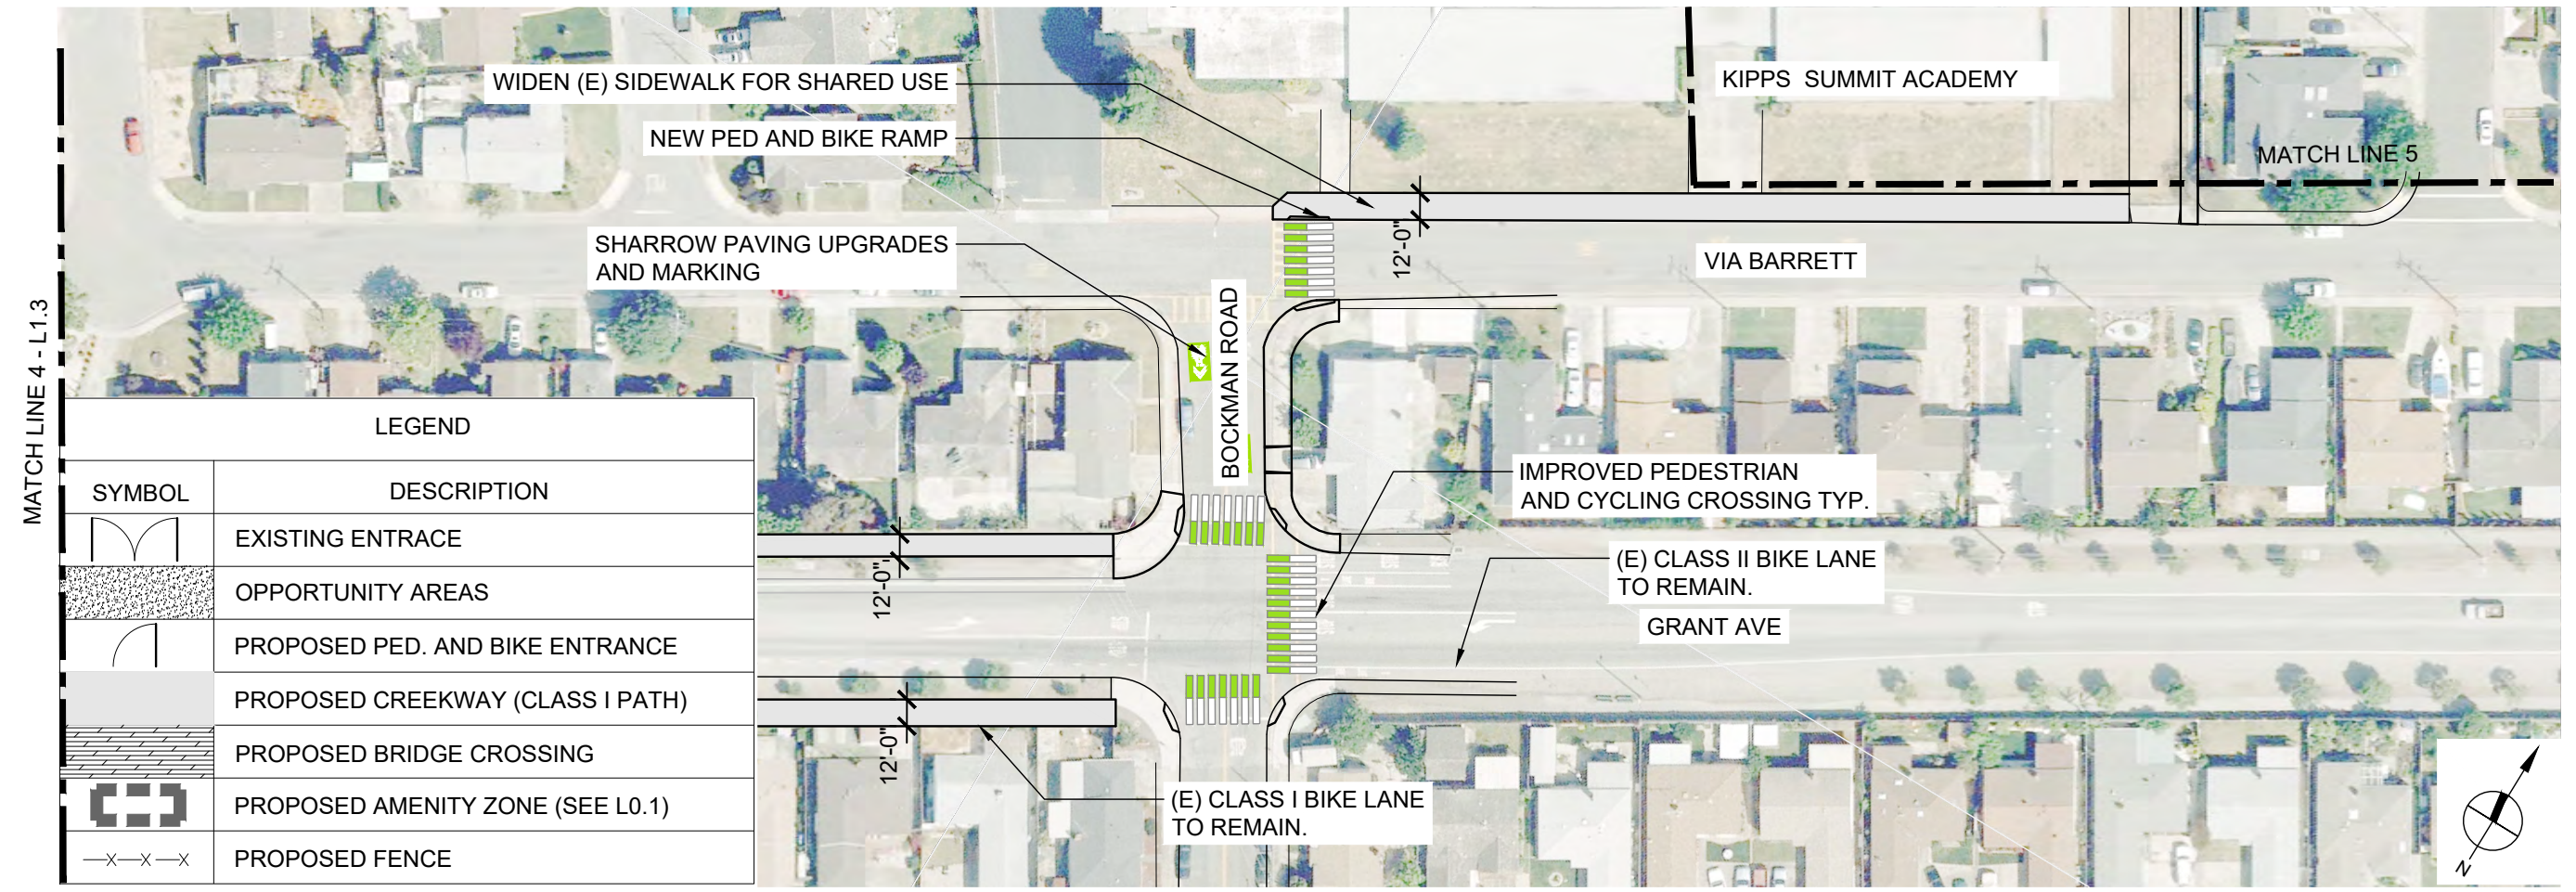 WIDEN (E) SIDEWALK FOR SHARED USE
NEW PED AND BIKE RAMP
SHARROW PAVING UPGRADES
AND MARKING
KIPPS SUMMIT ACADEMY
MATCH LINE 5
12'-0"
VIA BARRETT
BOCKMAN ROAD
MATCH LINE 4 - L1.3
IMPROVED PEDESTRIAN
AND CYCLING CROSSING TYP.
(E) CLASS II BIKE LANE
TO REMAIN.
GRANT AVE
12'-0"
12'-0"
(E) CLASS I BIKE LANE
TO REMAIN.
LEGEND
SYMBOL DESCRIPTION
EXISTING ENTRACE
OPPORTUNITY AREAS
PROPOSED PED. AND BIKE ENTRANCE
PROPOSED CREEKWAY (CLASS I PATH)
PROPOSED BRIDGE CROSSING
PROPOSED AMENITY ZONE (SEE L0.1)
X X X PROPOSED FENCE
N